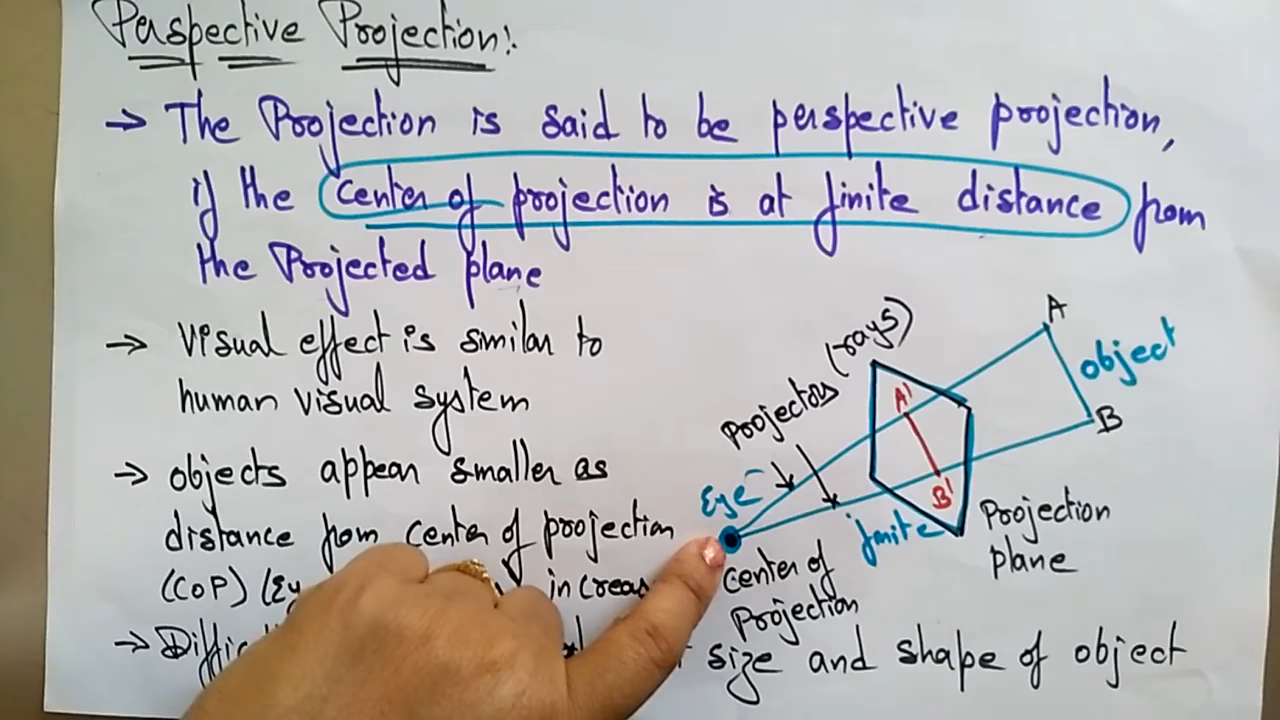 Perspective Projection:
→ The Projection is said to be perspective projection,
if the center of projection is at finite distance from
the Projected plane
→ Visual effect is similar to
human visual system
→ objects appear smaller as
distance from center of projection
(COP)
→
size and shape of object
Projectors (rays)
A
object
B
A'
B'
Eye
finite
Projection
plane
center of
Projection